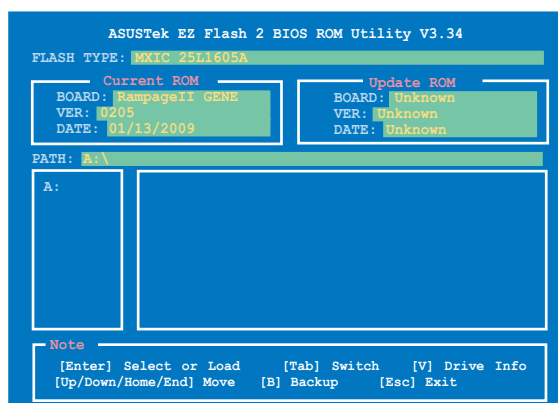 ASUSTek EZ Flash 2 BIOS ROM Utility V3.34
FLASH TYPE: MXIC 25L1605A
Current ROM
BOARD: RampageII GENE
VER: 0205
DATE: 01/13/2009
Update ROM
BOARD: Unknown
VER: Unknown
DATE: Unknown
PATH: A:\
A:
Note
[Enter] Select or Load [Tab] Switch [V] Drive Info
[Up/Down/Home/End] Move [B] Backup [Esc] Exit